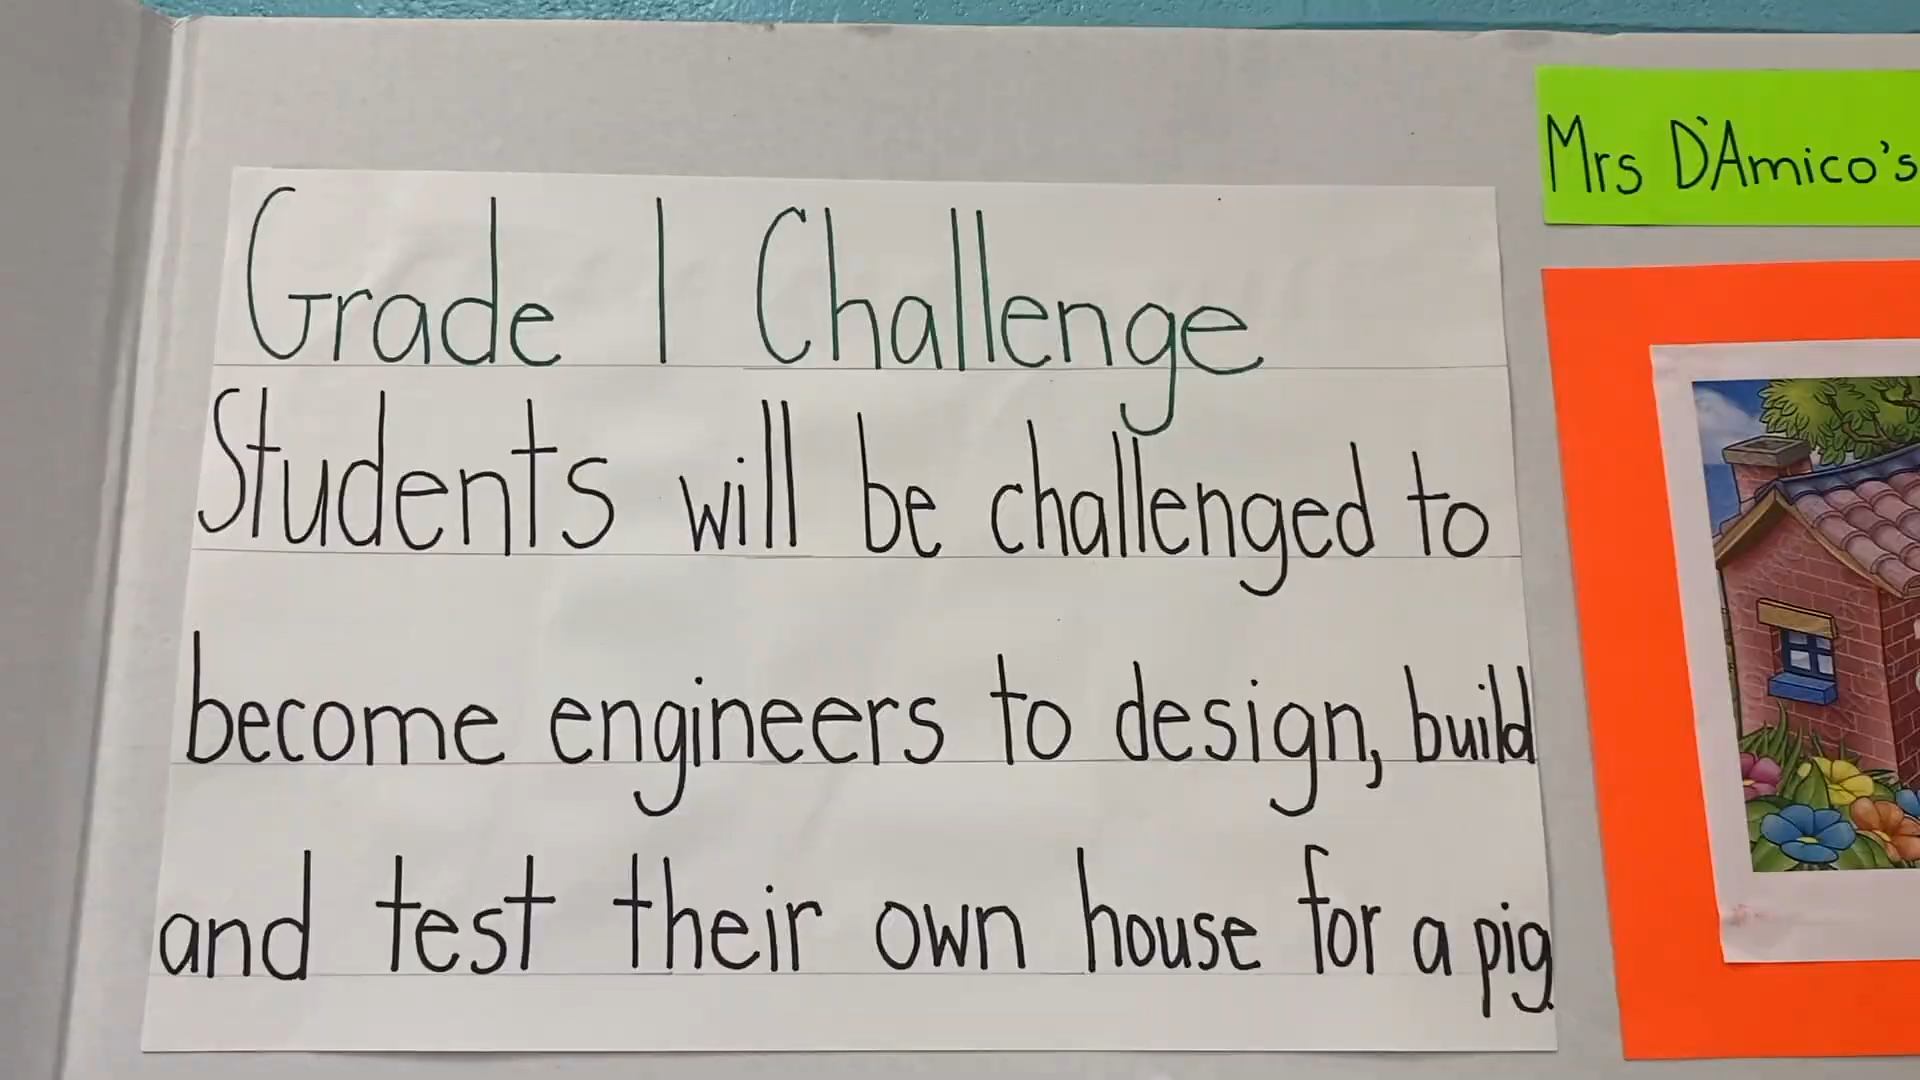 Grade 1 Challenge
Students will be challenged to
become engineers to design, build
and test their own house for a pig.
Mrs D'Amico's